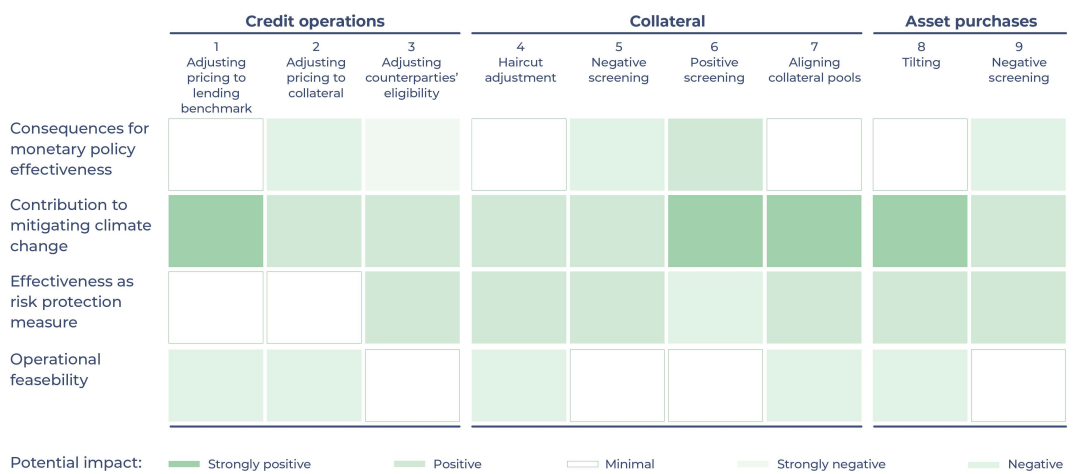 Credit operations
Collateral
Asset purchases
1
Adjusting
pricing to
lending
benchmark
2
Adjusting
pricing to
collateral
3
Adjusting
counterparties’
eligibility
4
Haircut
adjustment
5
Negative
screening
6
Positive
screening
7
Aligning
collateral pools
8
Tilting
9
Negative
screening
Consequences for
monetary policy
effectiveness
Contribution to
mitigating climate
change
Effectiveness as
risk protection
measure
Operational
feasebility
Potential impact:
Strongly positive
Positive
Minimal
Strongly negative
Negative